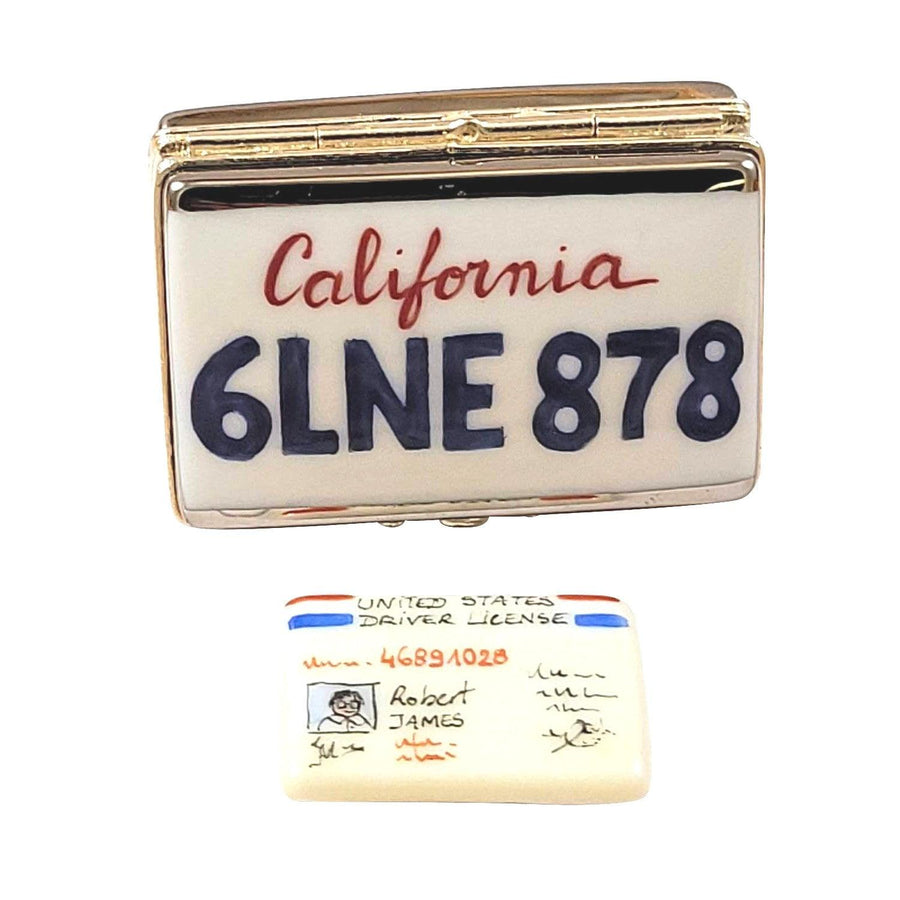 California
6LNE 878
UNITED STATES
DRIVER LICENSE
46891028
Robert
JAMES